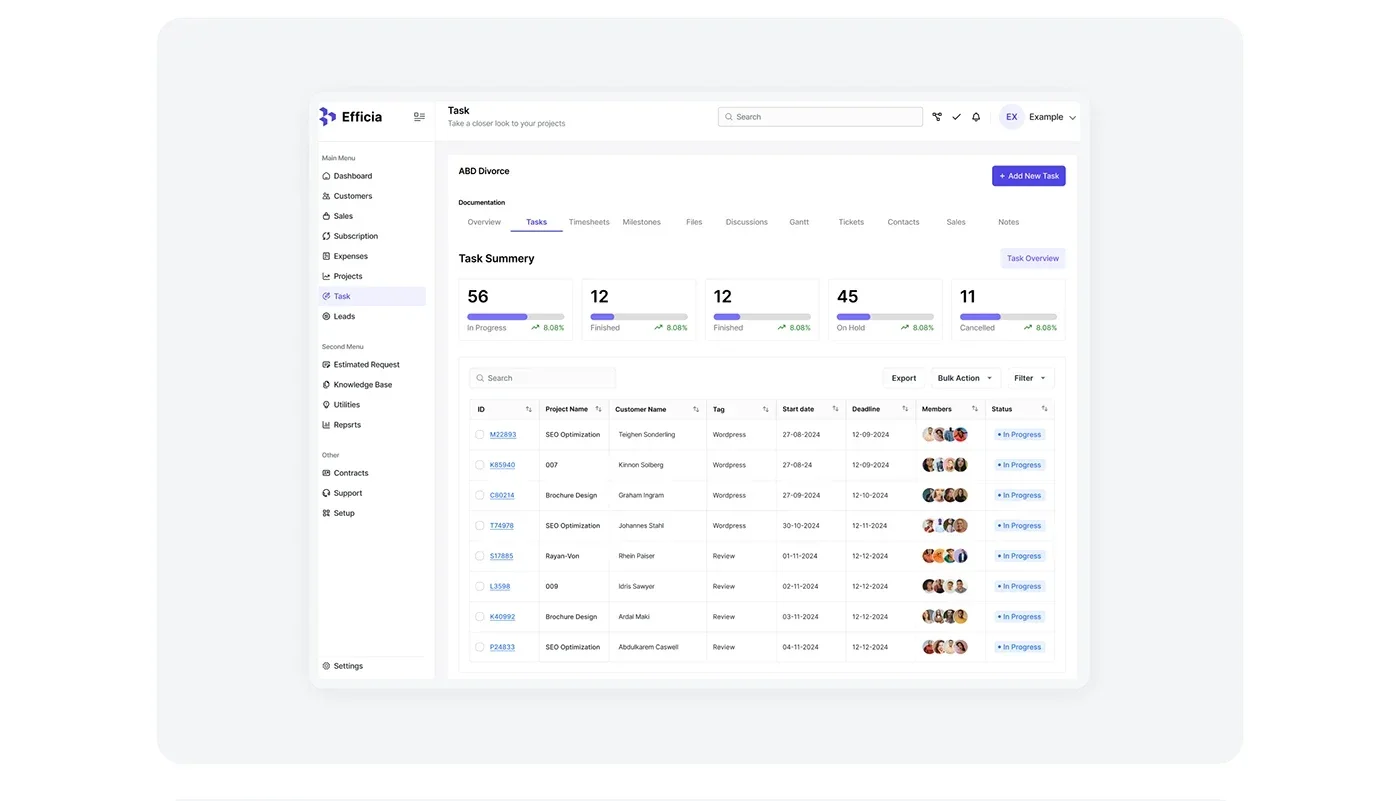 Efficia
Task
Take a closer look to your projects
Search
EX
Example
Main Menu
Dashboard
Customers
Sales
Subscription
Expenses
Projects
Task
Leads
Second Menu
Estimated Request
Knowledge Base
Utilities
Repsrts
Other
Contracts
Support
Setup
Settings
ABD Divorce
+ Add New Task
Documentation
Overview Tasks Timesheets Milestones Files Discussions Gantt Tickets Contacts Sales Notes
Task Summery
Task Overview
56
In Progress 8.08%
12
Finished 8.08%
12
Finished 8.08%
45
On Hold 8.08%
11
Cancelled 8.08%
Search
Export
Bulk Action
Filter
ID Project Name Customer Name Tag Start date Deadline Members Status
M22893 SEO Optimization Teighen Sonderling Wordpress 27-08-2024 12-09-2024 In Progress
K85940 007 Kinnon Solberg Wordpress 27-08-24 12-09-2024 In Progress
C80214 Brochure Design Graham Ingram Wordpress 27-09-2024 12-10-2024 In Progress
T74978 SEO Optimization Johannes Stahl Wordpress 30-10-2024 12-11-2024 In Progress
S17885 Rayan-Von Rhein Paiser Review 01-11-2024 12-12-2024 In Progress
L3598 009 Idris Sawyer Review 02-11-2024 12-12-2024 In Progress
K40992 Brochure Design Ardal Maki Review 03-11-2024 12-12-2024 In Progress
P24833 SEO Optimization Abdulkarem Caswell Review 04-11-2024 12-12-2024 In Progress